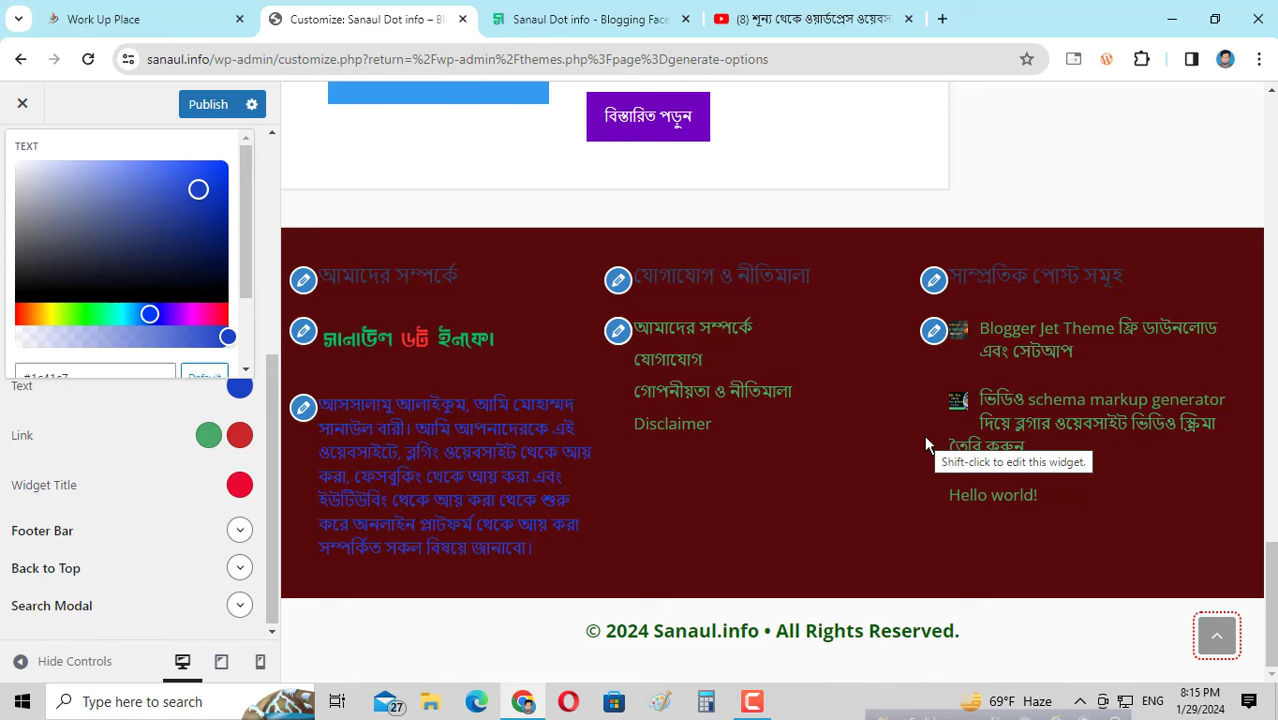 Work Up Place
Customize: Sanaul Dot info – Bl
Sanaul Dot info - Blogging Face
(8) শূন্য থেকে ওয়ার্ডপ্রেস ওয়েবস
sanaul.info/wp-admin/customize.php?return=%2Fwp-admin%2Fthemes.php%3Fpage%3Dgenerate-options
Publish
বিস্তারিত পড়ুন
TEXT
Default
Text
Link
Widget Title
Footer Bar
Back to Top
Search Modal
Hide Controls
আমাদের সম্পর্কে
সানাউল ডট ইনফো
আসসালামু আলাইকুম, আমি মোহাম্মদ
সানাউল বারী। আমি আপনাদেরকে এই
ওয়েবসাইটে, ব্লগিং ওয়েবসাইট থেকে আয়
করা, ফেসবুকিং থেকে আয় করা এবং
ইউটিউবিং থেকে আয় করা থেকে শুরু
করে অনলাইন প্লাটফর্ম থেকে আয় করা
সম্পর্কিত সকল বিষয়ে জানাবো।
যোগাযোগ ও নীতিমালা
আমাদের সম্পর্কে
যোগাযোগ
গোপনীয়তা ও নীতিমালা
Disclaimer
সাম্প্রতিক পোস্ট সমূহ
Blogger Jet Theme ফ্রি ডাউনলোড
এবং সেটআপ
ভিডিও schema markup generator
দিয়ে ব্লগার ওয়েবসাইট ভিডিও স্ক্রিমা
তৈরি করুন
Shift-click to edit this widget.
Hello world!
© 2024 Sanaul.info • All Rights Reserved.
Type here to search
27
69°F Haze
ENG
8:15 PM
1/29/2024